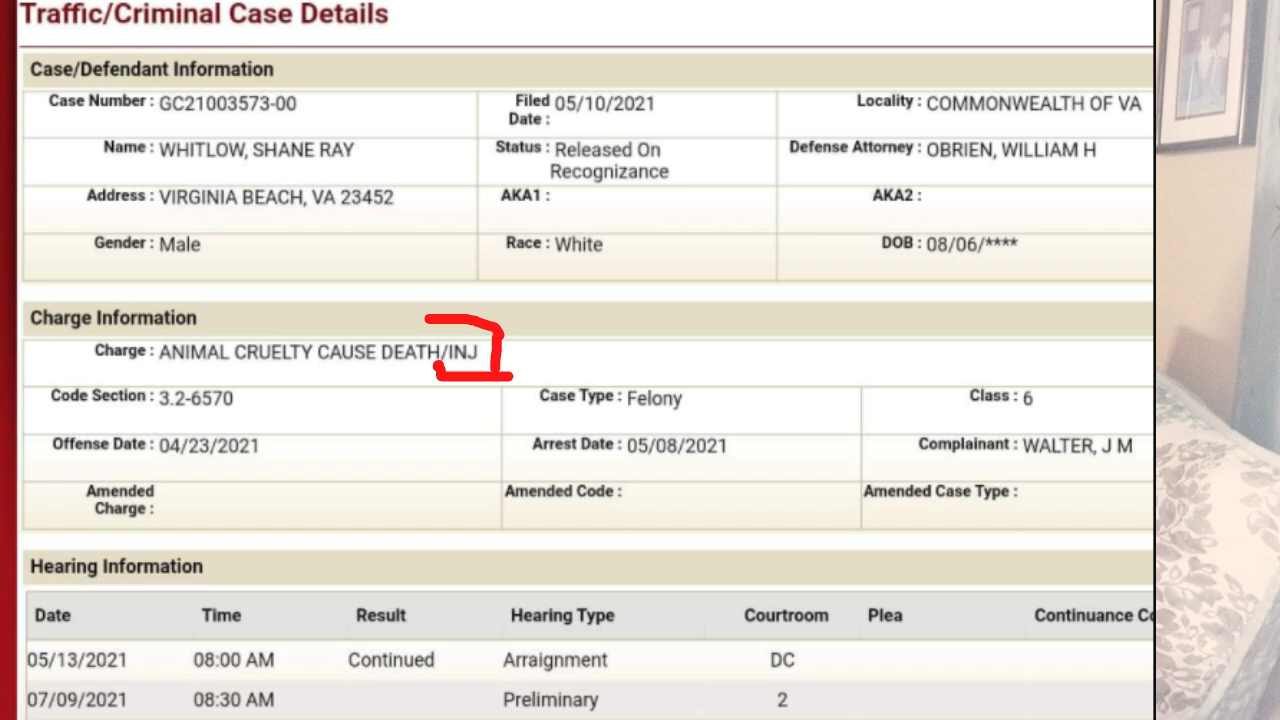 Traffic/Criminal Case Details
Case/Defendant Information
Case Number : GC21003573-00 Filed Date : 05/10/2021 Locality : COMMONWEALTH OF VA
Name : WHITLOW, SHANE RAY Status : Released On Recognizance Defense Attorney : OBRIEN, WILLIAM H
Address : VIRGINIA BEACH, VA 23452 AKA1 : AKA2 :
Gender : Male Race : White DOB : 08/06/****
Charge Information
Charge : ANIMAL CRUELTY CAUSE DEATH/INJ
Code Section : 3.2-6570 Case Type : Felony Class : 6
Offense Date : 04/23/2021 Arrest Date : 05/08/2021 Complainant : WALTER, J M
Amended Charge : Amended Code : Amended Case Type :
Hearing Information
Date Time Result Hearing Type Courtroom Plea Continuance Co
05/13/2021 08:00 AM Continued Arraignment DC
07/09/2021 08:30 AM Preliminary 2